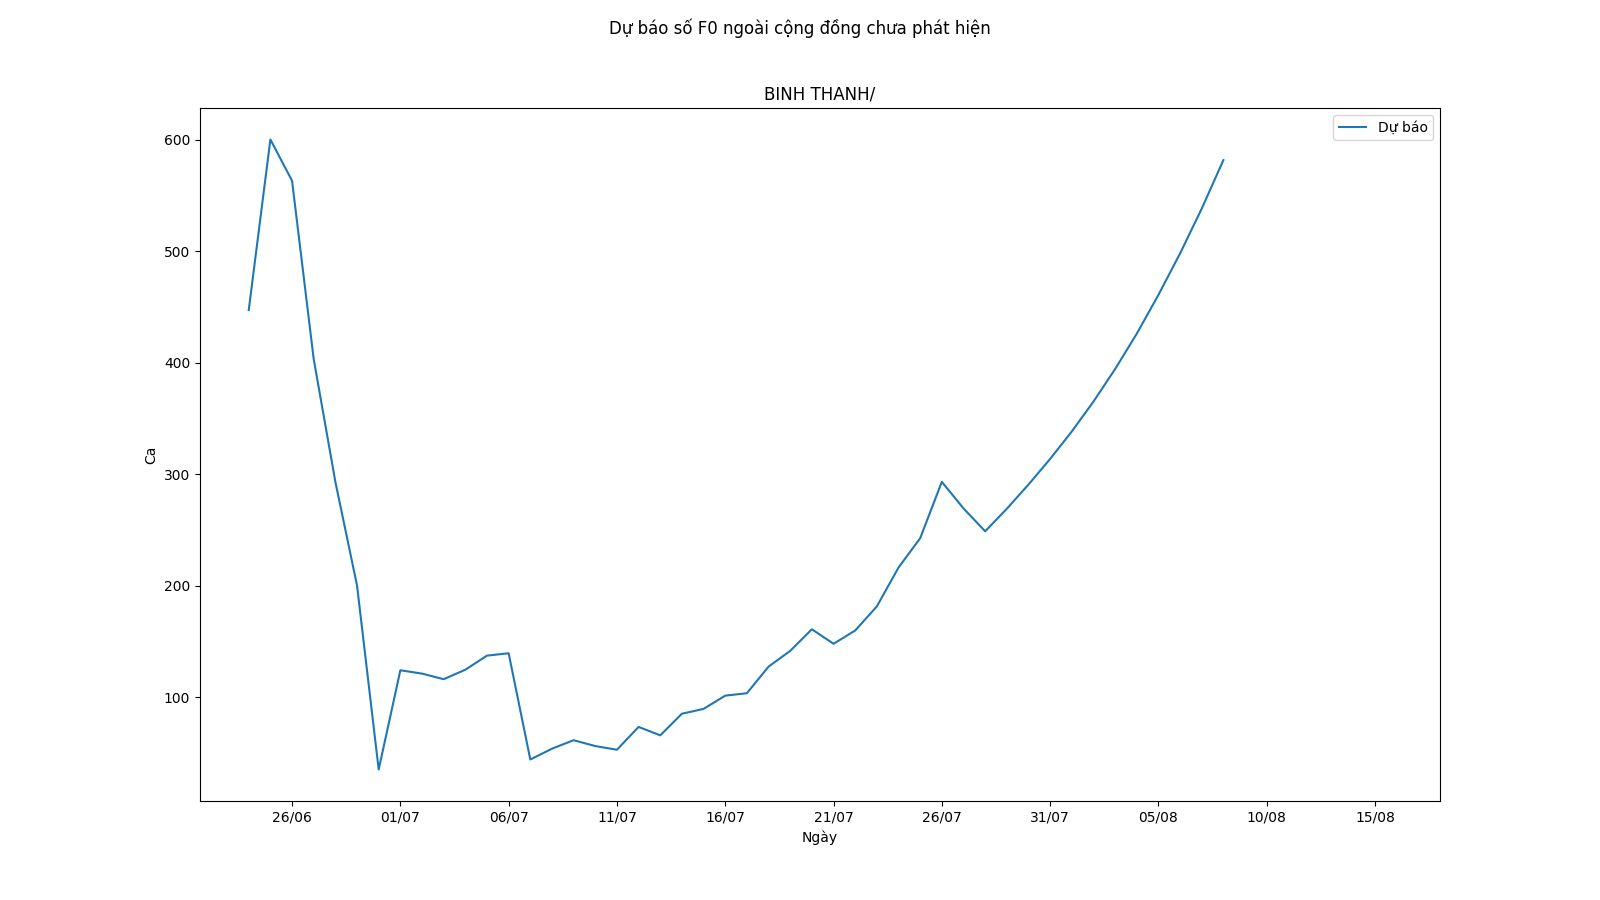 Dự báo số F0 ngoài cộng đồng chưa phát hiện
BINH THANH/
Dự báo
600
500
400
300
200
100
Ca
26/06 01/07 06/07 11/07 16/07 21/07 26/07 31/07 05/08 10/08 15/08
Ngày